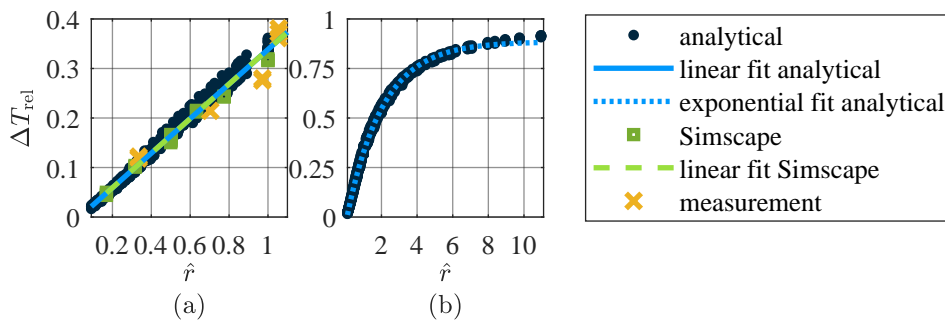 ΔT_rel
0.4
0.3
0.2
0.1
0
0.2 0.4 0.6 0.8 1
r̂
(a)
1
0.75
0.5
0.25
0
2 4 6 8 10
r̂
(b)
analytical
linear fit analytical
exponential fit analytical
Simscape
linear fit Simscape
measurement